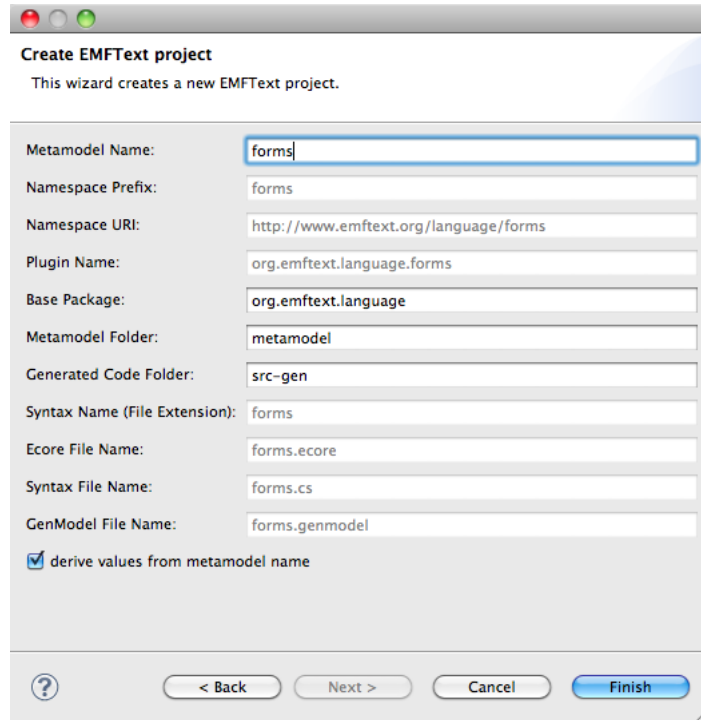 Create EMFText project
This wizard creates a new EMFText project.
Metamodel Name: forms
Namespace Prefix: forms
Namespace URI: http://www.emftext.org/language/forms
Plugin Name: org.emftext.language.forms
Base Package: org.emftext.language
Metamodel Folder: metamodel
Generated Code Folder: src-gen
Syntax Name (File Extension): forms
Ecore File Name: forms.ecore
Syntax File Name: forms.cs
GenModel File Name: forms.genmodel
derive values from metamodel name
? < Back Next > Cancel Finish